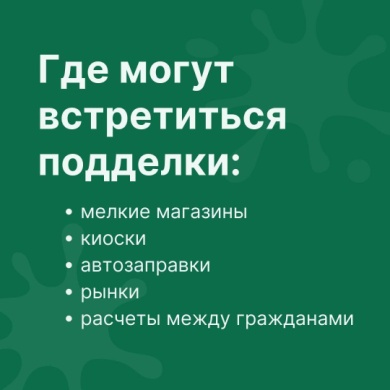 Где могут
встретиться
подделки:
• мелкие магазины
• киоски
• автозаправки
• рынки
• расчеты между гражданами